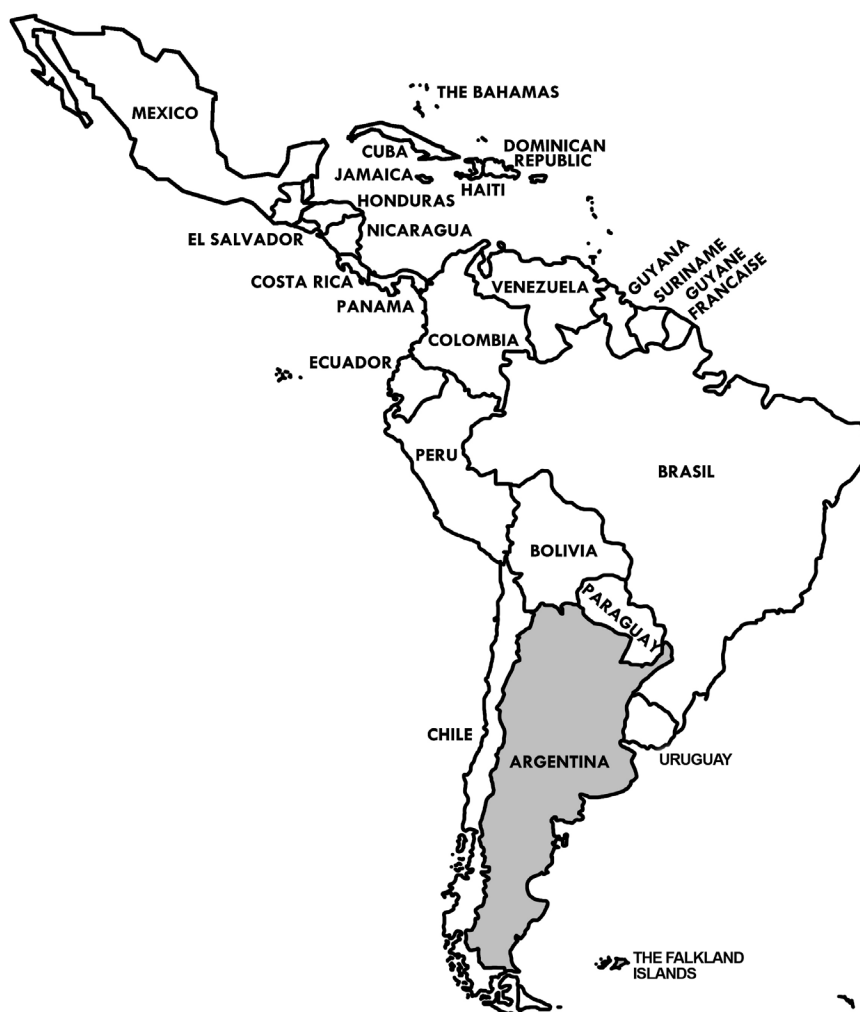 THE BAHAMAS
MEXICO
CUBA
DOMINICAN
REPUBLIC
JAMAICA
HAITI
HONDURAS
NICARAGUA
EL SALVADOR
GUYANA
SURINAME
GUYANE
FRANCAISE
COSTA RICA
VENEZUELA
PANAMA
COLOMBIA
ECUADOR
PERU
BRASIL
BOLIVIA
PARAGUAY
CHILE
ARGENTINA
URUGUAY
THE FALKLAND
ISLANDS